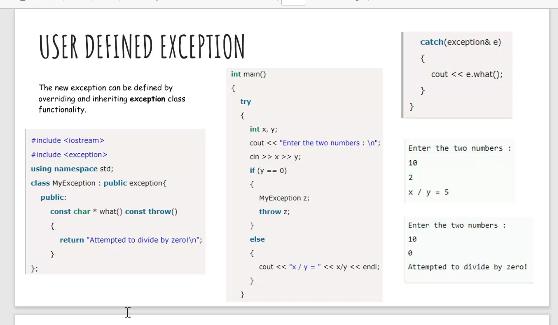 USER DEFINED EXCEPTION
The new exception can be defined by
overriding and inheriting exception class
functionality.
#include <iostream>
#include <exception>
using namespace std;
class MyException : public exception{
public:
const char * what() const throw()
{
return "Attempted to divide by zero!\n";
}
};
int main()
{
try
{
int x, y;
cout << "Enter the two numbers : \n";
cin >> x >> y;
if (y == 0)
{
MyException z;
throw z;
}
else
{
cout << "x / y = " << x/y << endl;
}
}
catch(exception& e)
{
cout << e.what();
}
}
Enter the two numbers :
10
2
x / y = 5
Enter the two numbers :
10
0
Attempted to divide by zero!